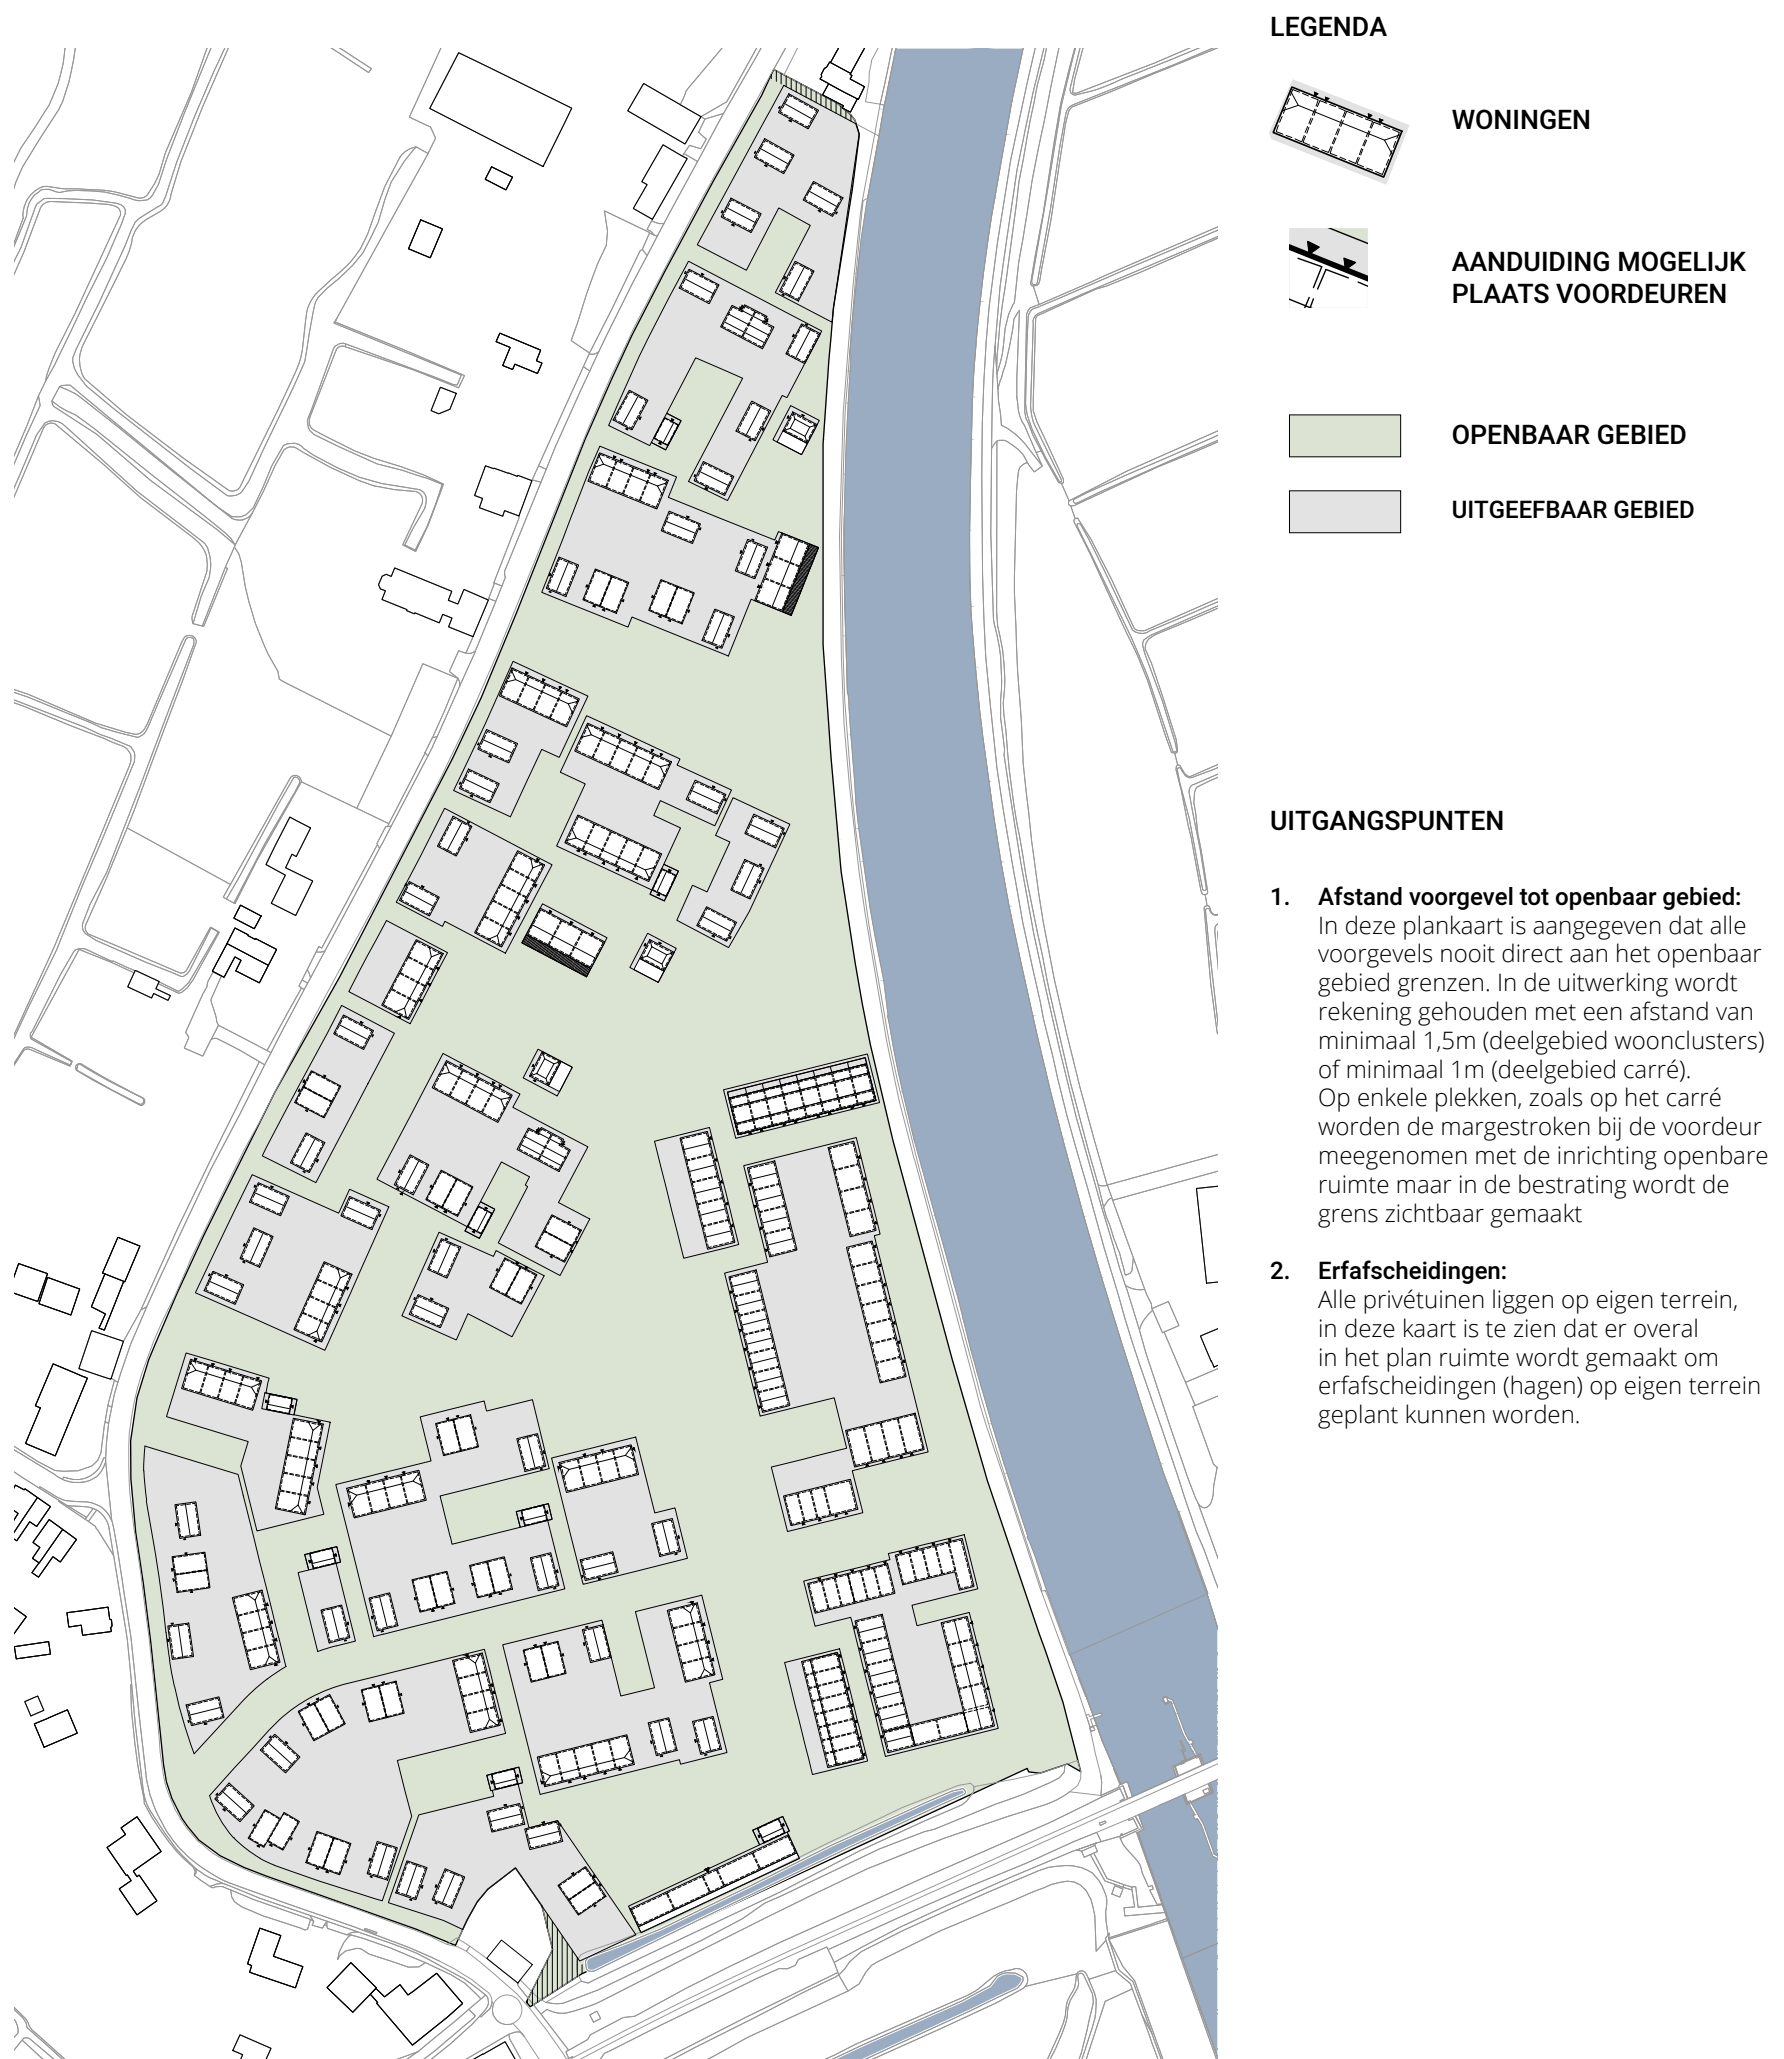 LEGENDA
WONINGEN
AANDUIDING MOGELIJK
PLAATS VOORDEUREN
OPENBAAR GEBIED
UITGEEFBAAR GEBIED
UITGANGSPUNTEN
1. Afstand voorgevel tot openbaar gebied:
In deze plankaart is aangegeven dat alle
voorgevels nooit direct aan het openbaar
gebied grenzen. In de uitwerking wordt
rekening gehouden met een afstand van
minimaal 1,5m (deelgebied woonclusters)
of minimaal 1m (deelgebied carré).
Op enkele plekken, zoals op het carré
worden de margestroken bij de voordeur
meegenomen met de inrichting openbare
ruimte maar in de bestrating wordt de
grens zichtbaar gemaakt
2. Erfafscheidingen:
Alle privétuinen liggen op eigen terrein,
in deze kaart is te zien dat er overal
in het plan ruimte wordt gemaakt om
erfafscheidingen (hagen) op eigen terrein
geplant kunnen worden.